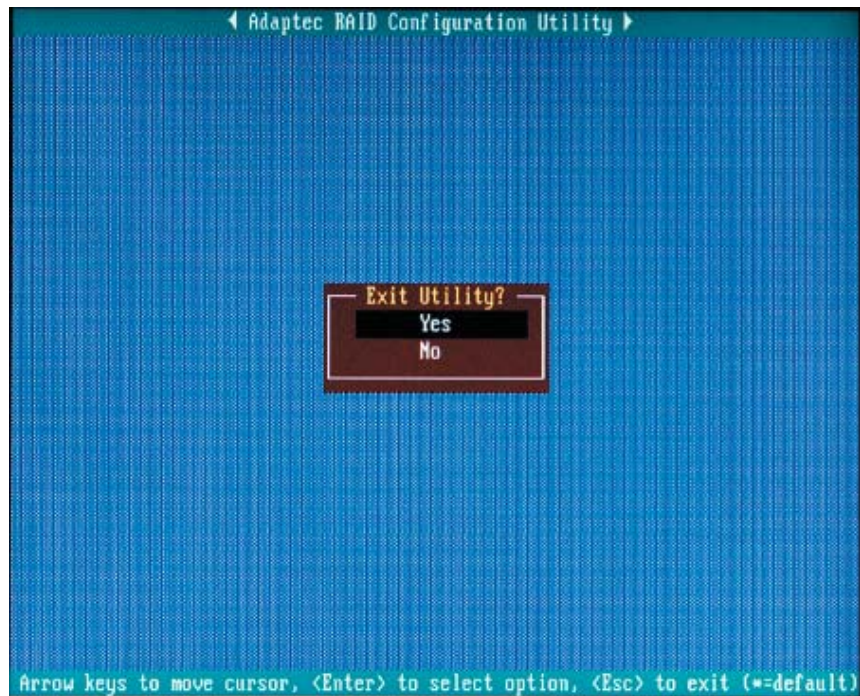 Adaptec RAID Configuration Utility
Exit Utility?
Yes
No
Arrow keys to move cursor, <Enter> to select option, <Esc> to exit (*=default)